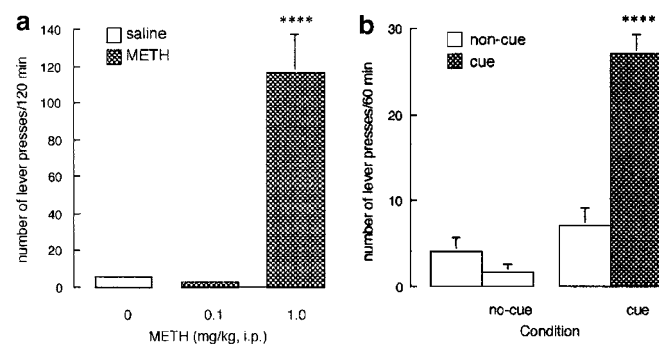 a
number of lever presses/120 min
140
120
100
80
60
40
20
0
saline
METH
****
0
0.1
1.0
METH (mg/kg, i.p.)
b
number of lever presses/60 min
30
20
10
0
non-cue
cue
****
no-cue
cue
Condition